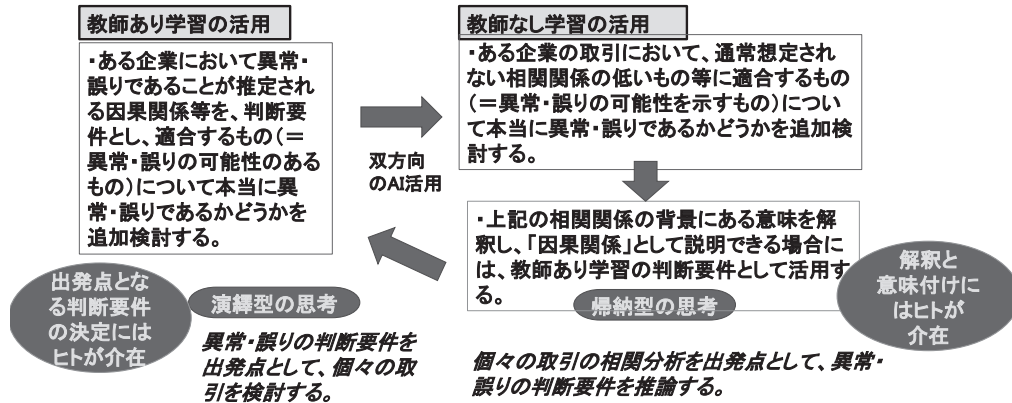 教師あり学習の活用
・ある企業において異常・
誤りであることが推定され
る因果関係等を、判断要
件とし、適合するもの(=
異常・誤りの可能性のある
もの)について本当に異
常・誤りであるかどうかを
追加検討する。
双方向
のAI活用
教師なし学習の活用
・ある企業の取引において、通常想定され
ない相関関係の低いもの等に適合するもの
(=異常・誤りの可能性を示すもの)につい
て本当に異常・誤りであるかどうかを追加検
討する。
・上記の相関関係の背景にある意味を解
釈し、「因果関係」として説明できる場合に
は、教師あり学習の判断要件として活用す
る。
出発点とな
る判断要件
の決定には
ヒトが介在
演繹型の思考
異常・誤りの判断要件を
出発点として、個々の取
引を検討する。
帰納型の思考
個々の取引の相関分析を出発点として、異常・
誤りの判断要件を推論する。
解釈と
意味付けに
はヒトが
介在